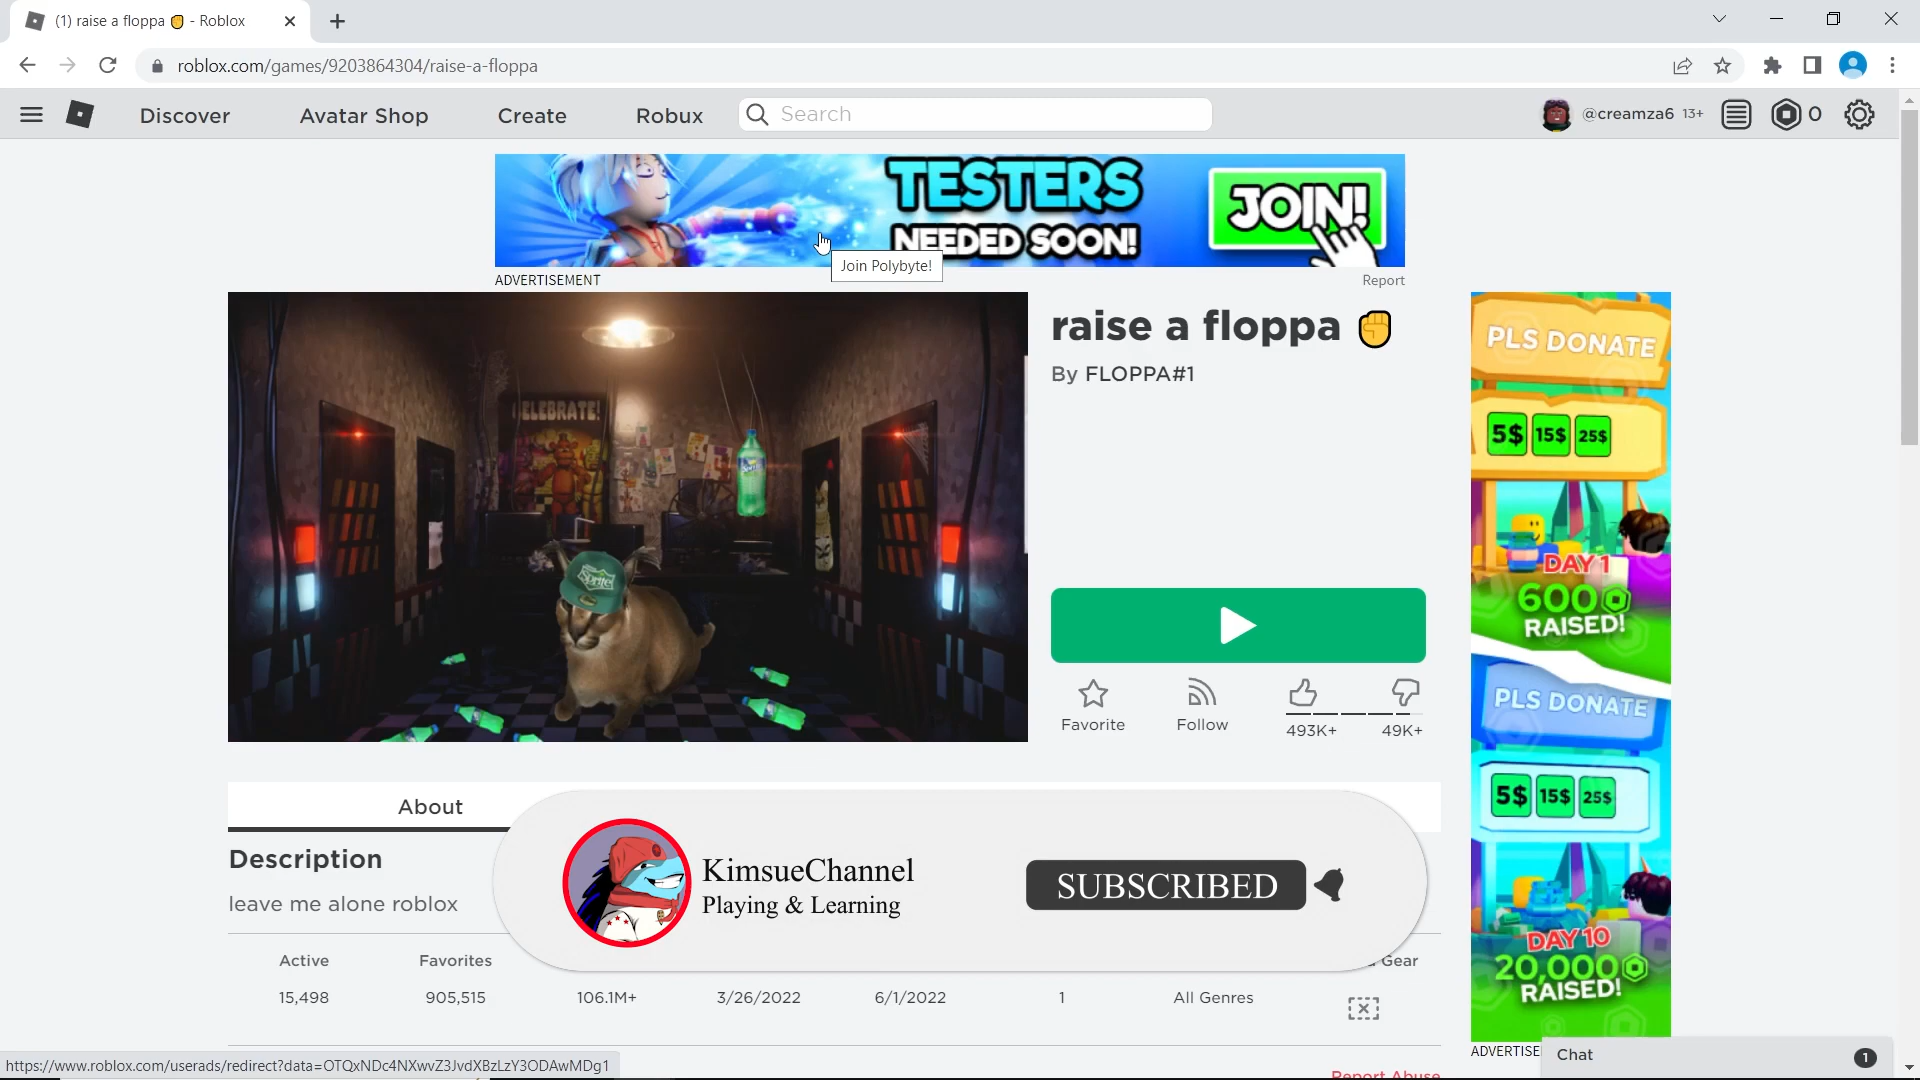 (1) raise a floppa ✊ - Roblox
roblox.com/games/9203864304/raise-a-floppa
Discover
Avatar Shop
Create
Robux
Search
@creamza6 13+
0
TESTERS
NEEDED SOON!
JOIN!
Join Polybyte!
ADVERTISEMENT
Report
ELEBRATE!
Sprite
raise a floppa ✊
By FLOPPA#1
Favorite
Follow
493K+
49K+
PLS DONATE
5$ 15$ 25$
DAY 1
600
RAISED!
PLS DONATE
5$ 15$ 25$
DAY 10
20,000
RAISED!
ADVERTISE
About
Description
leave me alone roblox
KimsueChannel
Playing & Learning
SUBSCRIBED
Active
Favorites
Gear
15,498
905,515
106.1M+
3/26/2022
6/1/2022
1
All Genres
Report Abuse
Chat
1
https://www.roblox.com/userads/redirect?data=OTQxNDc4NXwvZ3JvdXBzLzY3ODAwMDg1